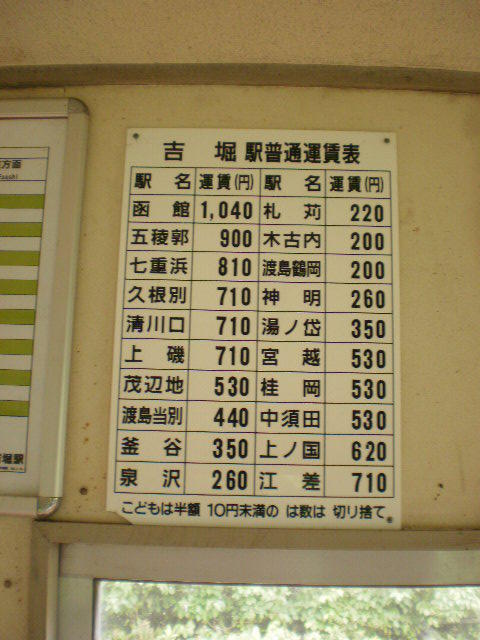 吉堀 駅普通運賃表
駅名 運賃(円) 駅名 運賃(円)
函館 1,040 札苅 220
五稜郭 900 木古内 200
七重浜 810 渡島鶴岡 200
久根別 710 神明 260
清川口 710 湯ノ岱 350
上磯 710 宮越 530
茂辺地 530 桂岡 530
渡島当別 440 中須田 530
釜谷 350 上ノ国 620
泉沢 260 江差 710
こどもは半額 10円未満の は数は 切り捨て。
方面
堀駅